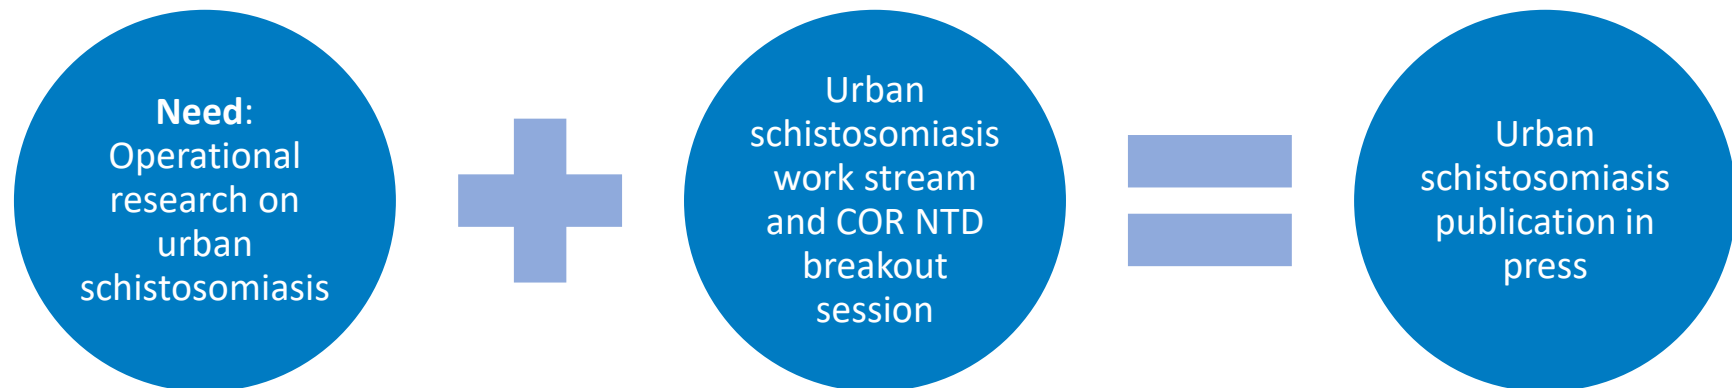 Need:
Operational
research on
urban
schistosomiasis
Urban
schistosomiasis
work stream
and COR NTD
breakout
session
Urban
schistosomiasis
publication in
press